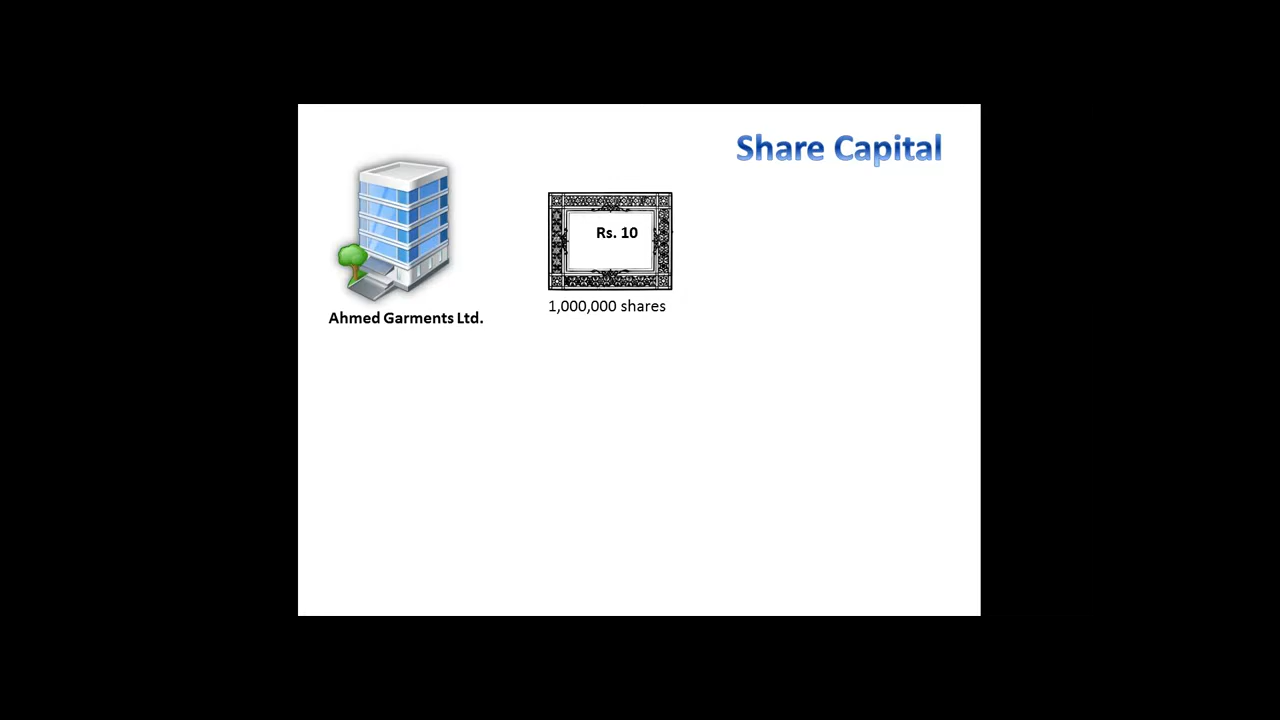 Share Capital
Rs. 10
1,000,000 shares
Ahmed Garments Ltd.